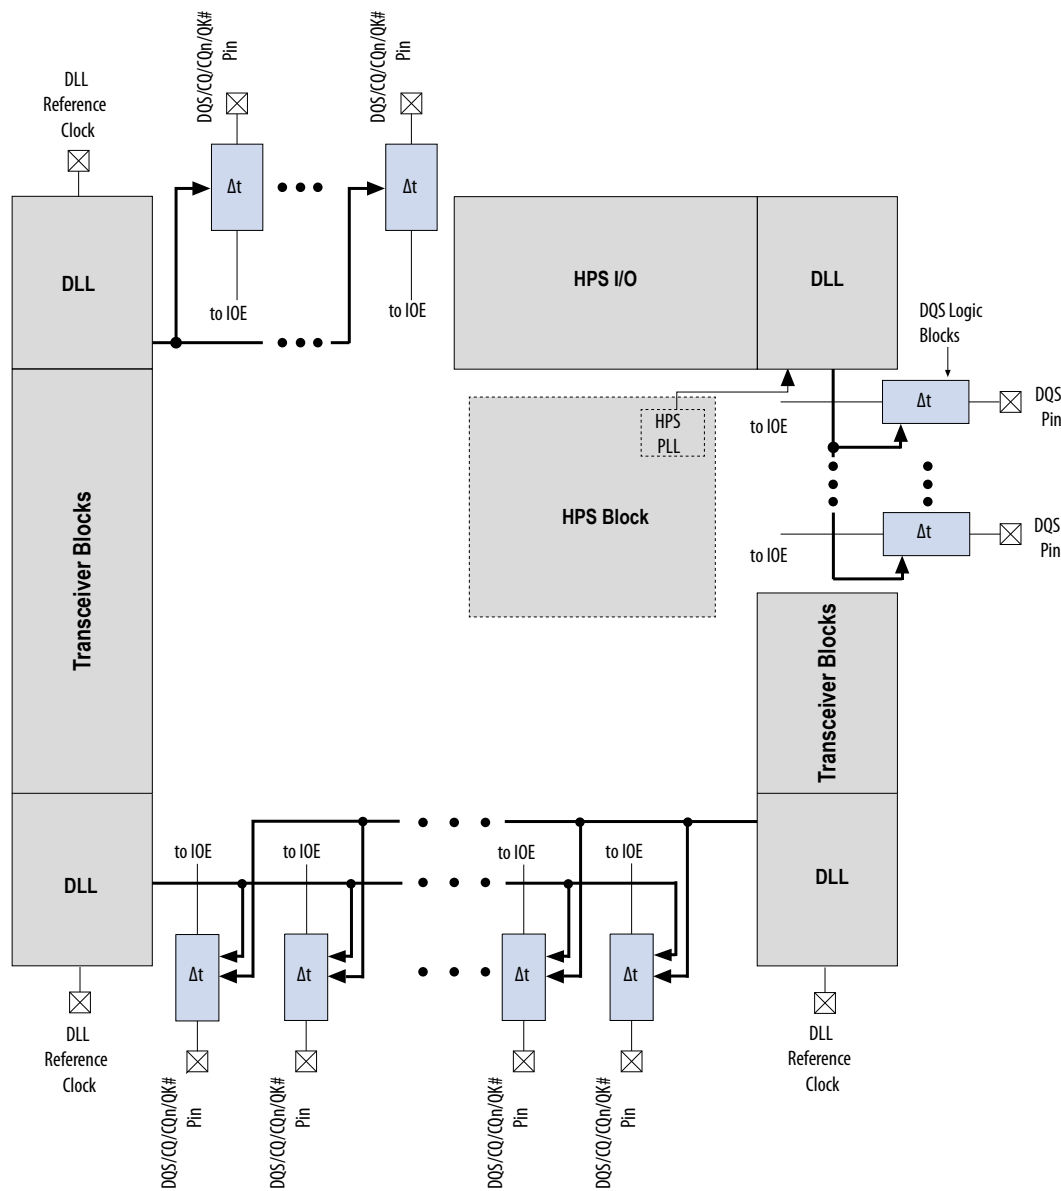 DQS/CQ/CQn/QK#
Pin
DQS/CQ/CQn/QK#
Pin
DLL
Reference
Clock
Δt
Δt
DLL
HPS I/O
DLL
to IOE
to IOE
DQS Logic
Blocks
Δt
DQS
Pin
to IOE
HPS
PLL
Transceiver Blocks
HPS Block
Δt
DQS
Pin
to IOE
Transceiver Blocks
to IOE
to IOE
to IOE
to IOE
DLL
DLL
Δt
Δt
Δt
Δt
DLL
Reference
Clock
DLL
Reference
Clock
DQS/CQ/CQn/QK#
Pin
DQS/CQ/CQn/QK#
Pin
DQS/CQ/CQn/QK#
Pin
DQS/CQ/CQn/QK#
Pin